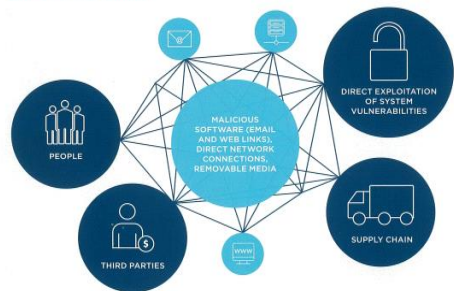 @
DIRECT EXPLOITATION
OF SYSTEM
VULNERABILITIES
MALICIOUS
SOFTWARE (EMAIL
AND WEB LINKS),
DIRECT NETWORK
CONNECTIONS,
REMOVABLE MEDIA
PEOPLE
$
THIRD PARTIES
WWW
SUPPLY CHAIN